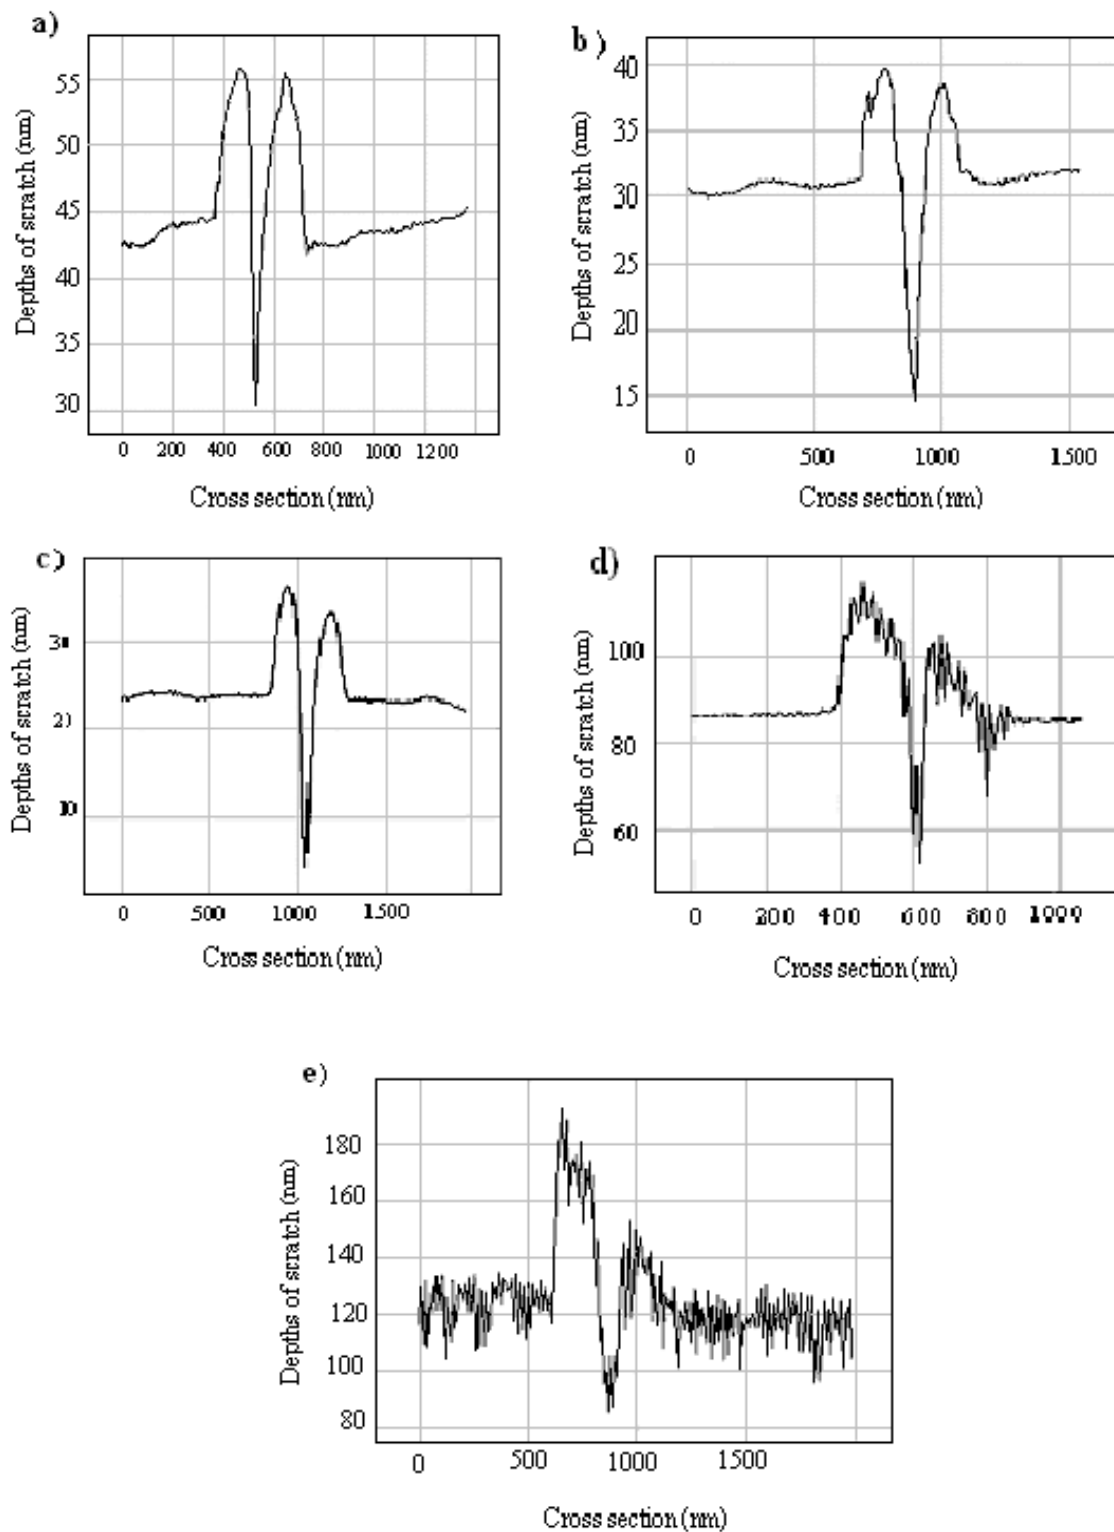 a)
Depths of scratch (nm)
55
50
45
40
35
30
0 200 400 600 800 1000 1200
Cross section (nm)
b)
Depths of scratch (nm)
40
35
30
25
20
15
0 500 1000 1500
Cross section (nm)
c)
Depths of scratch (nm)
30
20
10
0 500 1000 1500
Cross section (nm)
d)
Depths of scratch (nm)
100
80
60
0 200 400 600 800 1000
Cross section (nm)
e)
Depths of scratch (nm)
180
160
140
120
100
80
0 500 1000 1500
Cross section (nm)